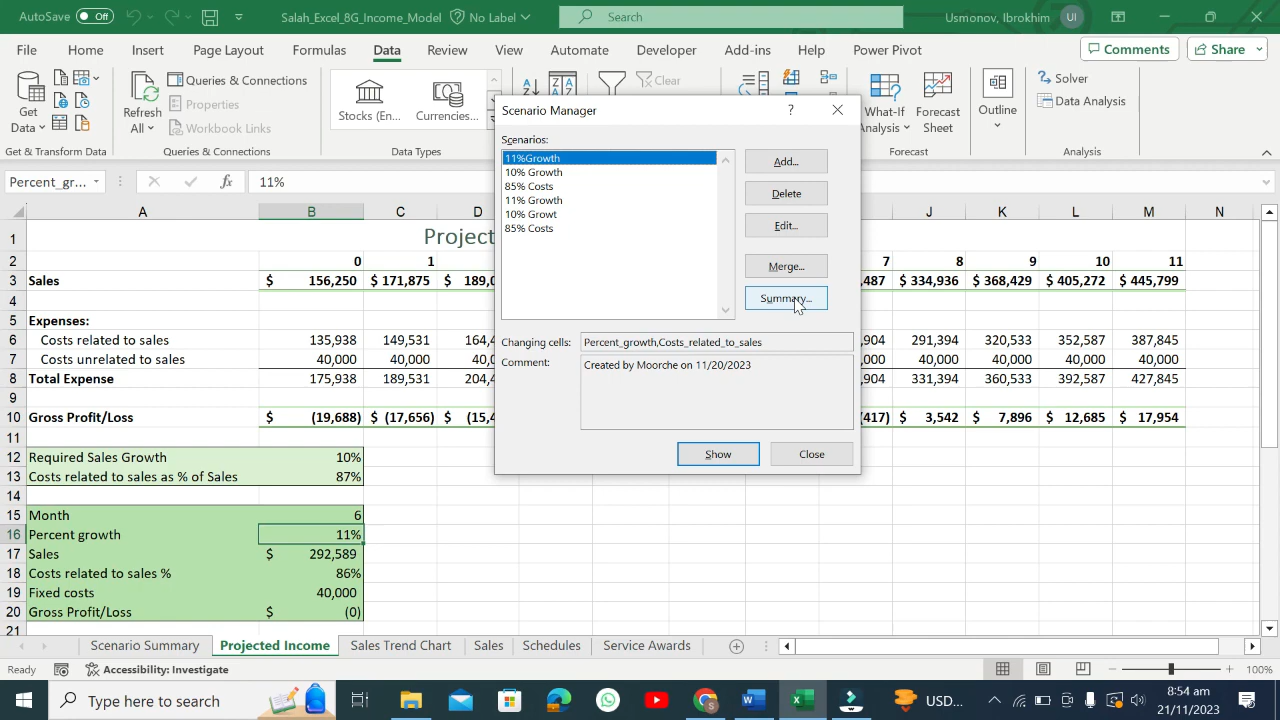 AutoSave Off Salah_Excel_8G_Income_Model No Label Search Usmonov, Ibrokhim UI
File Home Insert Page Layout Formulas Data Review View Automate Developer Add-ins Help Power Pivot Comments Share
Get Data
Refresh All
Queries & Connections
Properties
Workbook Links
Stocks (En... Currencies...
Clear
What-If Analysis
Forecast Sheet
Outline
Solver
Data Analysis
Get & Transform Data Queries & Connections Data Types Forecast Analysis
Percent_gr... fx 11%
A B C D J K L M N
1 Projec
2 0 1 7 8 9 10 11
3 Sales $ 156,250 $ 171,875 $ 189,0 ,487 $ 334,936 $ 368,429 $ 405,272 $ 445,799
4
5 Expenses:
6 Costs related to sales 135,938 149,531 164,4 ,904 291,394 320,533 352,587 387,845
7 Costs unrelated to sales 40,000 40,000 40,0 ,000 40,000 40,000 40,000 40,000
8 Total Expense 175,938 189,531 204,4 ,904 331,394 360,533 392,587 427,845
9
10 Gross Profit/Loss $ (19,688) $ (17,656) $ (15,4 (417) $ 3,542 $ 7,896 $ 12,685 $ 17,954
11
12 Required Sales Growth 10%
13 Costs related to sales as % of Sales 87%
14
15 Month 6
16 Percent growth 11%
17 Sales $ 292,589
18 Costs related to sales % 86%
19 Fixed costs 40,000
20 Gross Profit/Loss $ (0)
21
Scenario Manager ?
Scenarios:
11%Growth
10% Growth
85% Costs
11% Growth
10% Growt
85% Costs
Add...
Delete
Edit...
Merge...
Summary...
Changing cells: Percent_growth,Costs_related_to_sales
Comment: Created by Moorche on 11/20/2023
Show Close
Scenario Summary Projected Income Sales Trend Chart Sales Schedules Service Awards
Ready Accessibility: Investigate 100%
Type here to search USD... 8:54 am
21/11/2023